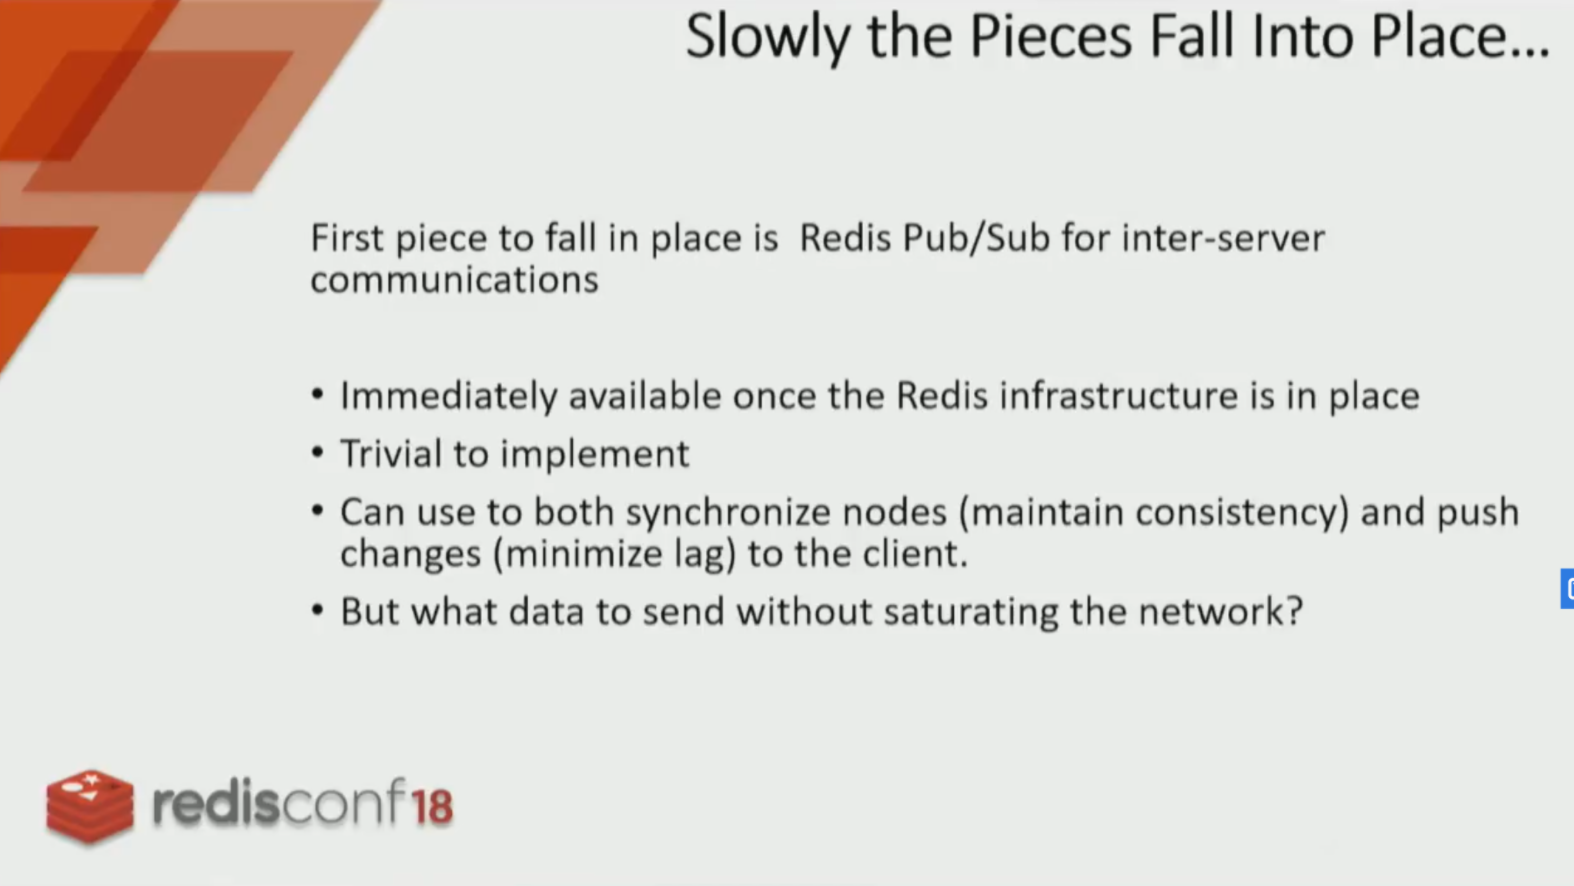 Slowly the Pieces Fall Into Place...
First piece to fall in place is  Redis Pub/Sub for inter-server
communications
• Immediately available once the Redis infrastructure is in place
• Trivial to implement
• Can use to both synchronize nodes (maintain consistency) and push
changes (minimize lag) to the client.
• But what data to send without saturating the network?
redisconf18